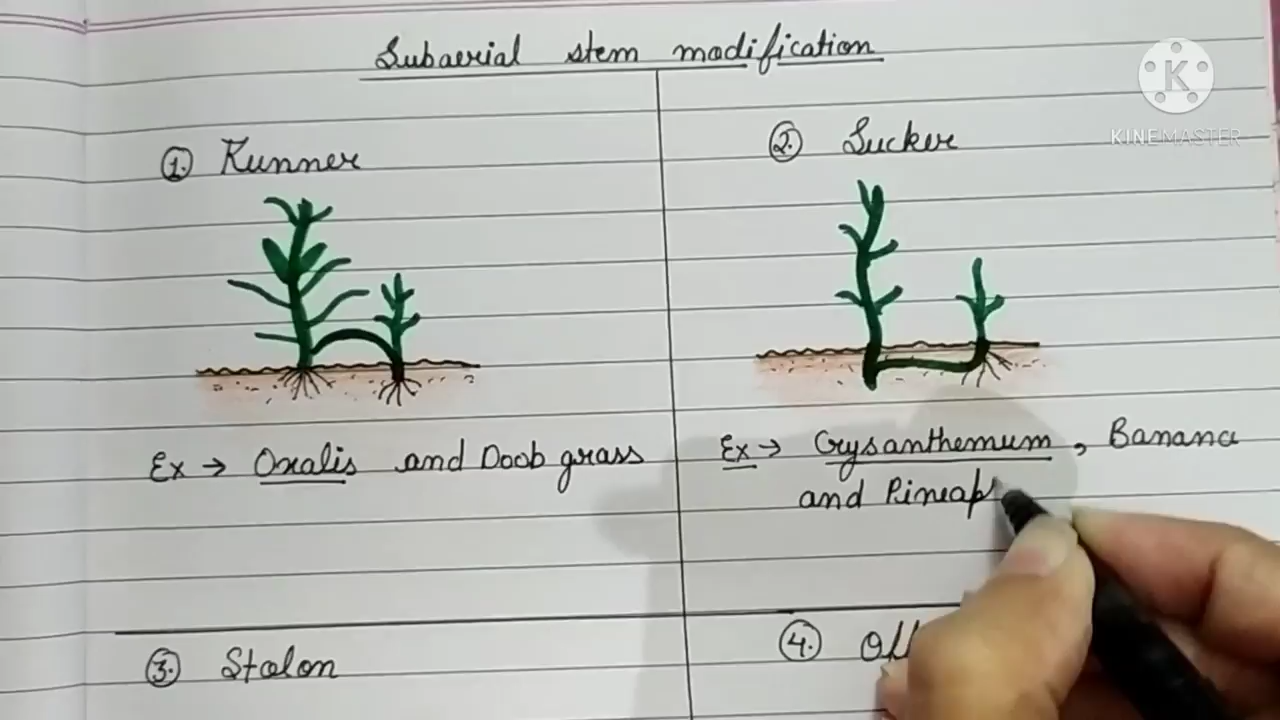 Subaerial stem modification
1. Runner
2. Sucker
K
KINEMASTER
Ex → Oxalis and Doob grass
Ex → Crysanthemum, Banana
and Pineap
3. Stolon
4. Off